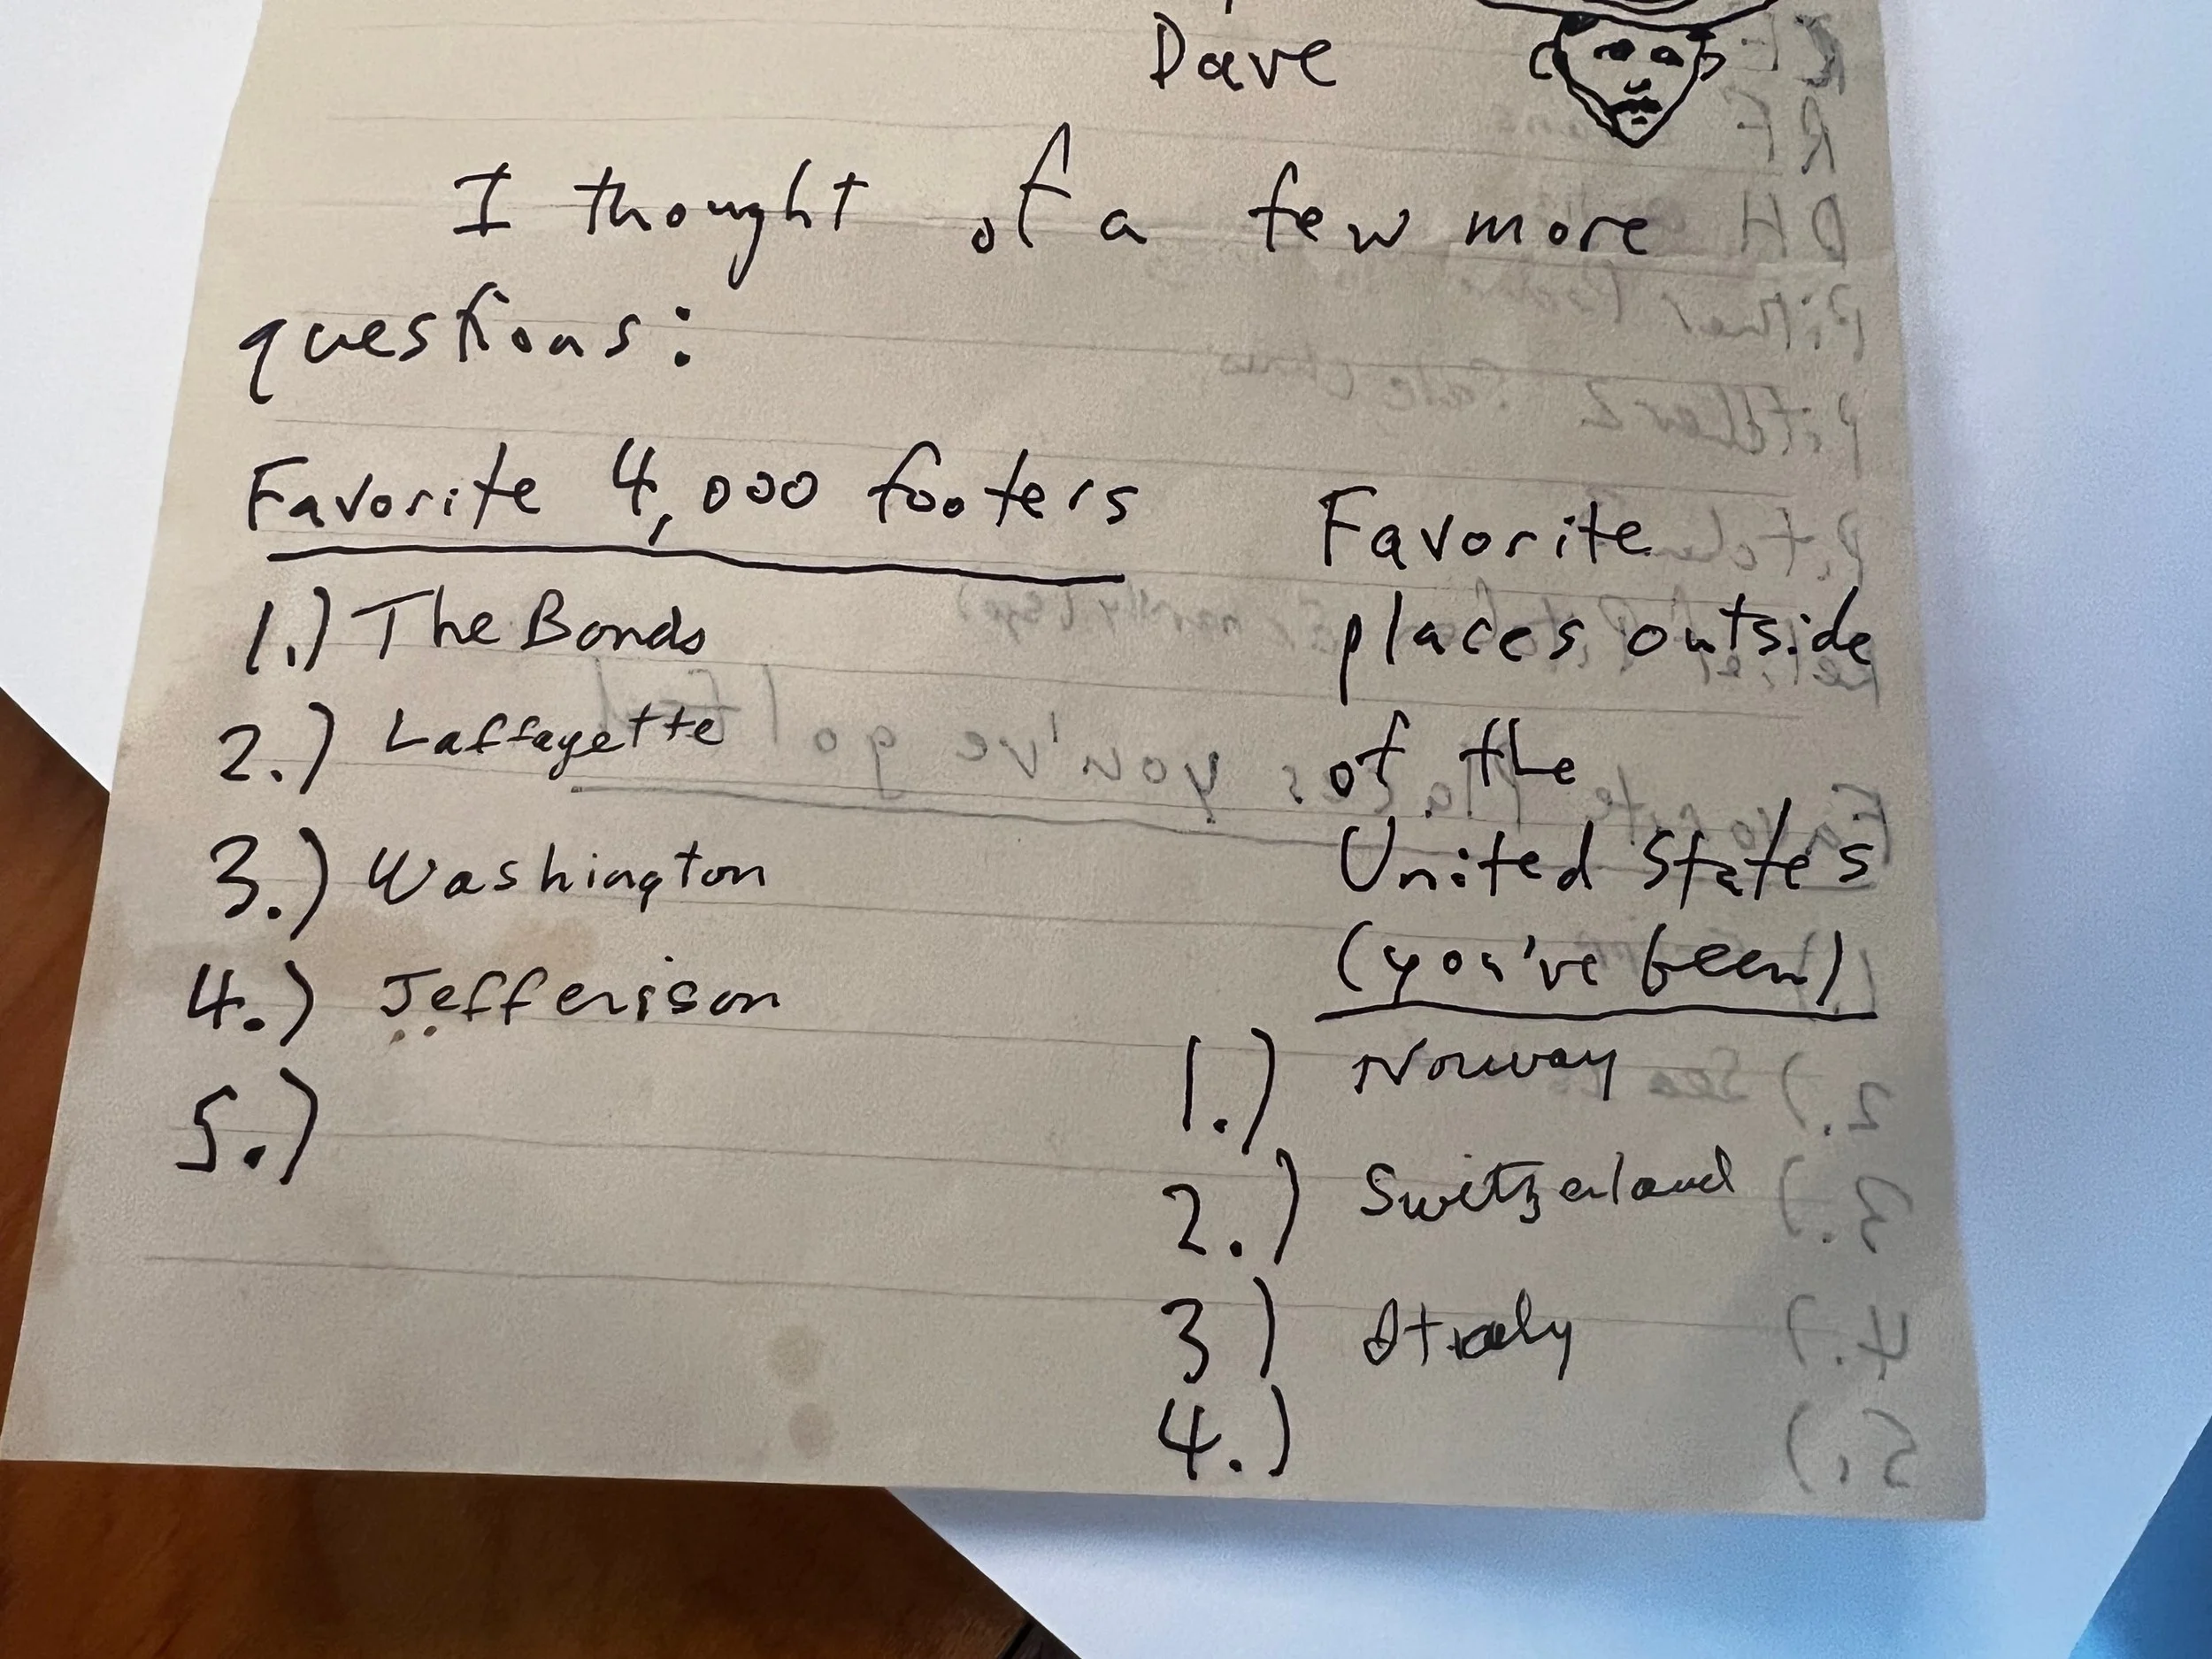 Dave
I thought of a few more
questions:
Favorite 4,000 footers
1.) The Bonds
2.) Laffayette
3.) Washington
4.) Jefferison
5.)
Favorite
places outside
of the
United States
(you've been)
1.) Norway
2.) Switzerland
3) Italy
4.)